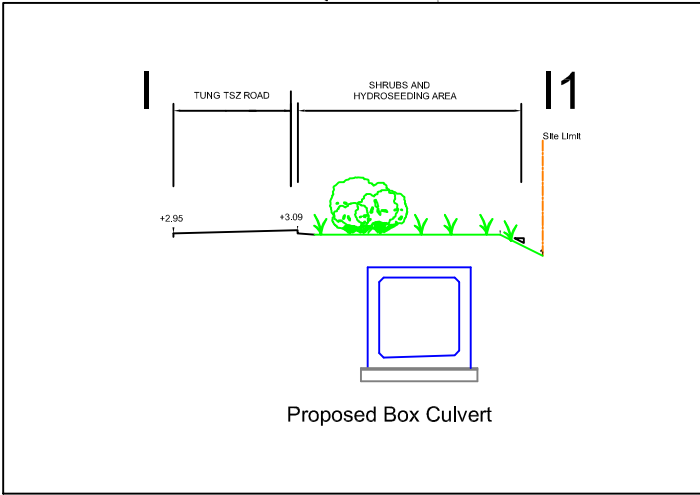 I
I1
TUNG TSZ ROAD
SHRUBS AND
HYDROSEEDING AREA
Site Limit
+2.95
+3.09
Proposed Box Culvert